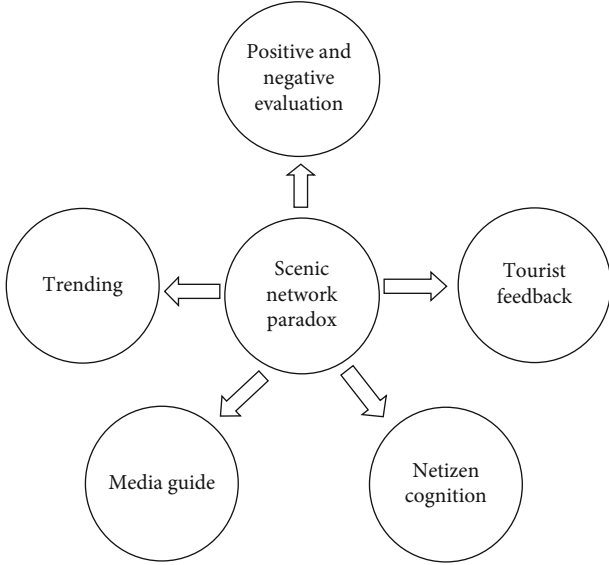 Positive and
negative
evaluation
Trending
Scenic
network
paradox
Tourist
feedback
Media guide
Netizen
cognition